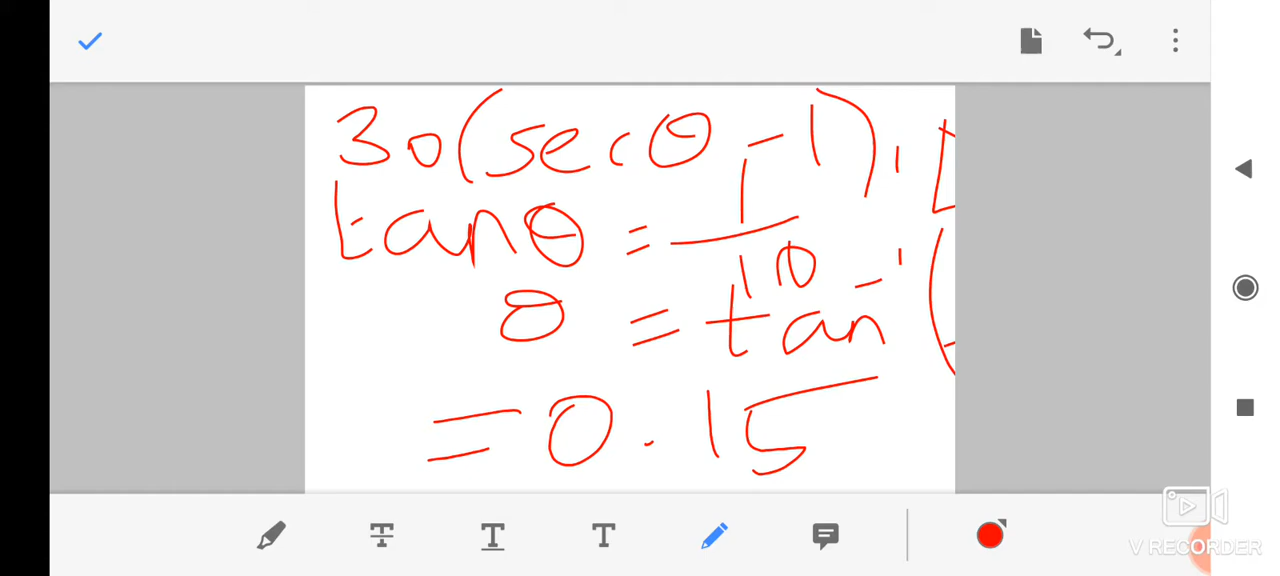 30(secθ - 1),
tanθ = 1/10
θ = tan⁻¹(
= 0.15
T T T
V RECORDER